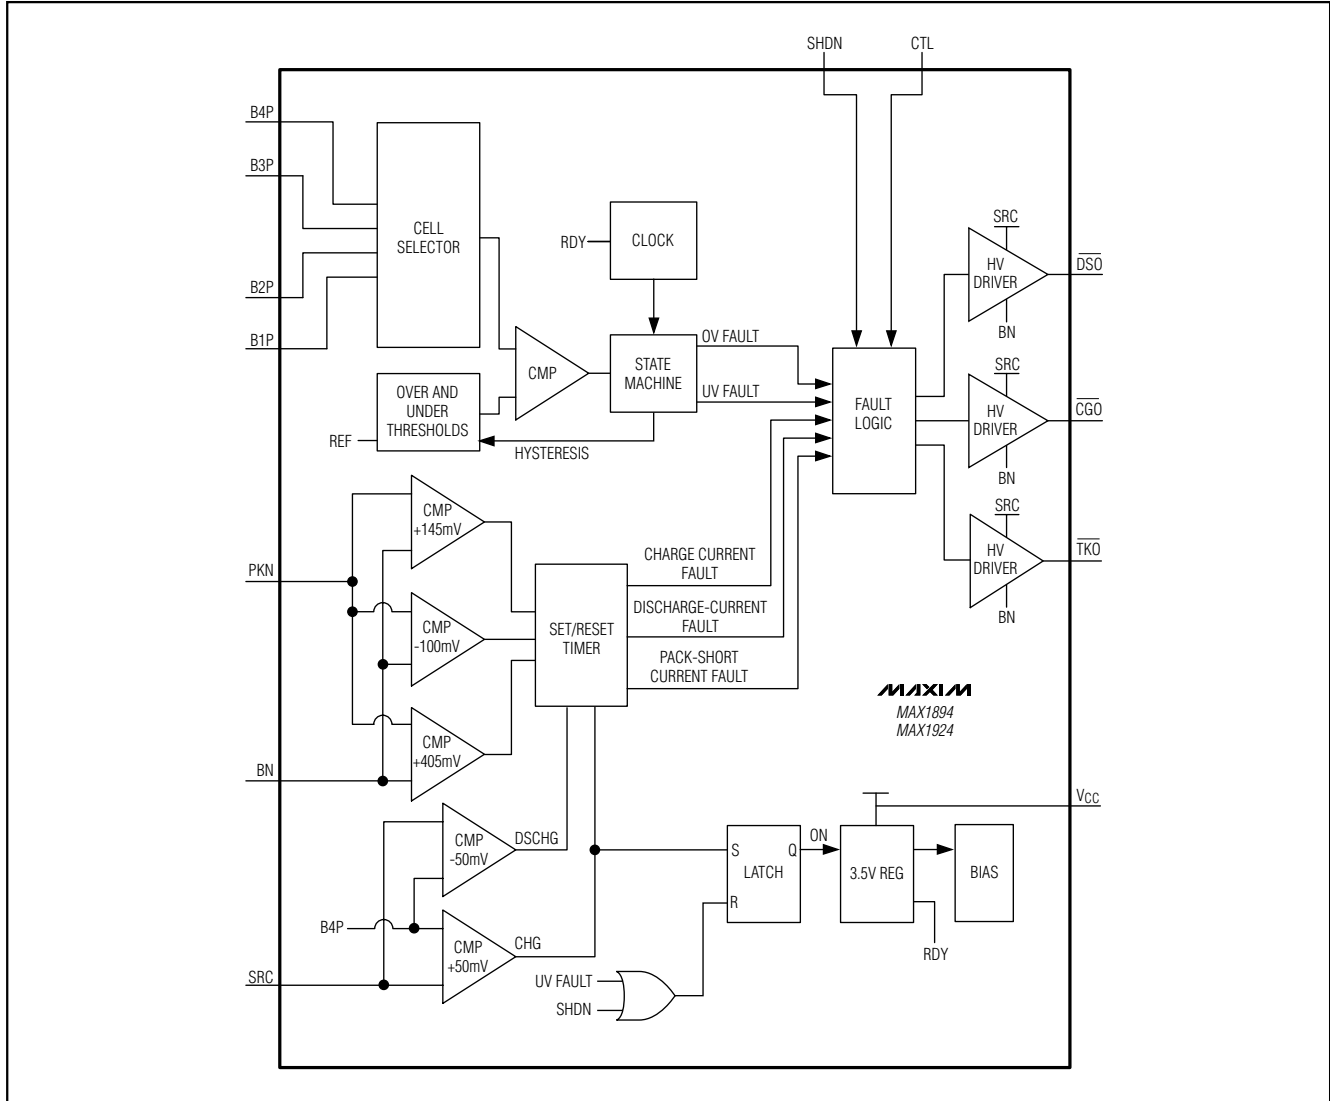 SHDN
CTL
B4P
B3P
B2P
B1P
CELL
SELECTOR
RDY
CLOCK
CMP
STATE
MACHINE
OV FAULT
UV FAULT
OVER AND
UNDER
THRESHOLDS
REF
HYSTERESIS
FAULT
LOGIC
SRC
HV
DRIVER
BN
DSO
SRC
HV
DRIVER
BN
CGO
SRC
HV
DRIVER
BN
TKO
PKN
BN
CMP
+145mV
CMP
-100mV
CMP
+405mV
SET/RESET
TIMER
CHARGE CURRENT
FAULT
DISCHARGE-CURRENT
FAULT
PACK-SHORT
CURRENT FAULT
MAXIM
MAX1894
MAX1924
CMP
-50mV
DSCHG
B4P
CMP
+50mV
CHG
SRC
UV FAULT
SHDN
S
Q
LATCH
R
ON
3.5V REG
BIAS
RDY
VCC